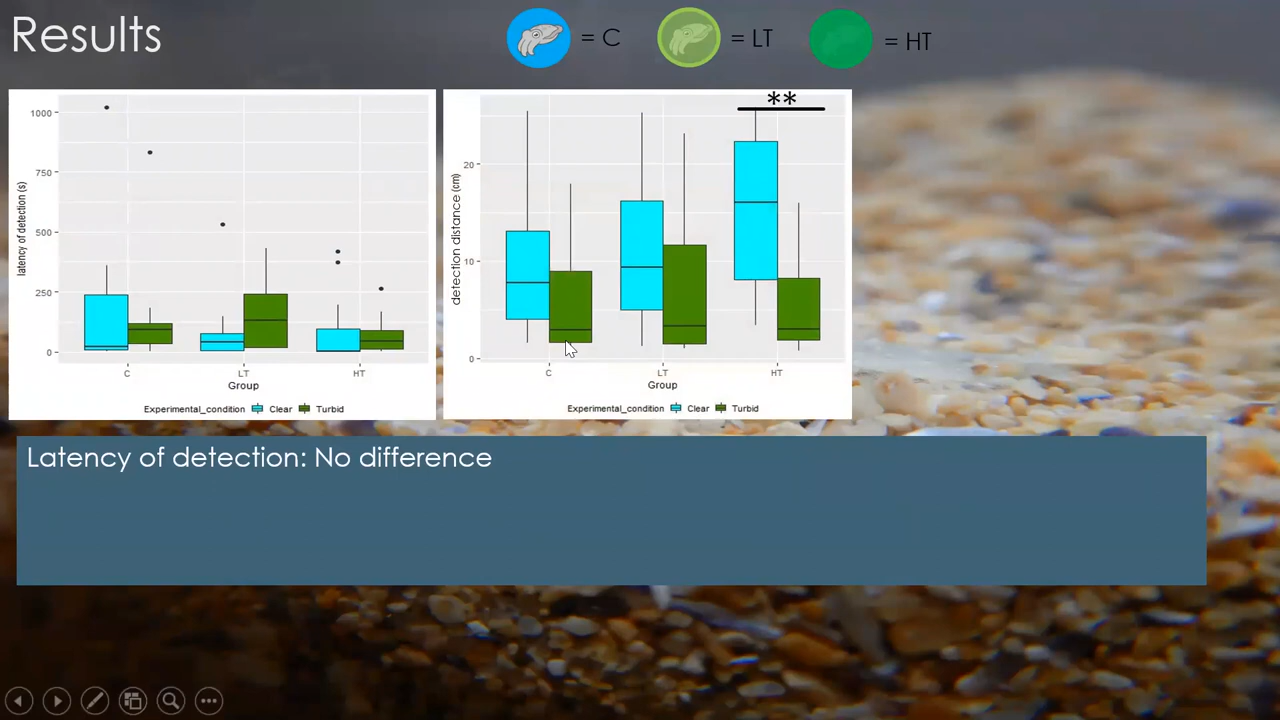 Results
= C
= LT
= HT
latency of detection (s)
1000
750
500
250
0
C
LT
HT
Group
Experimental_condition
Clear
Turbid
**
detection distance (cm)
20
10
0
C
LT
HT
Group
Experimental_condition
Clear
Turbid
Latency of detection: No difference